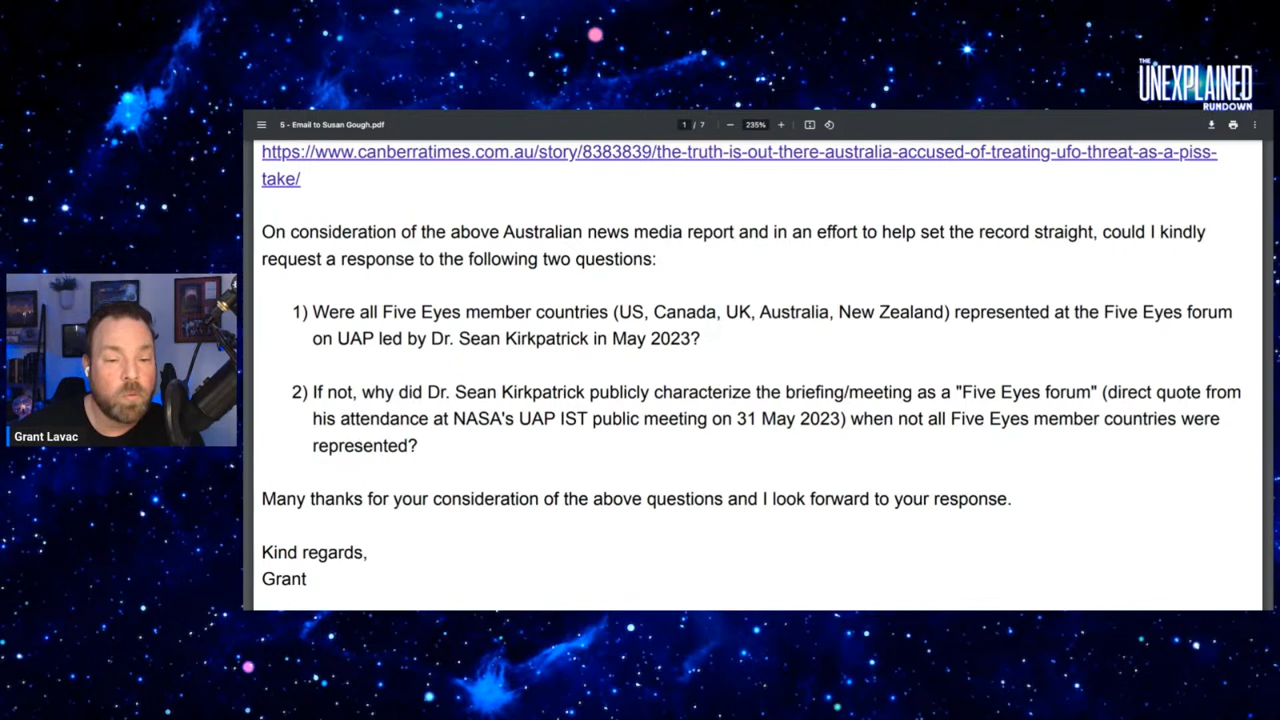 THE
UNEXPLAINED
RUNDOWN
5 - Email to Susan Gough.pdf
1 / 7
235%
https://www.canberratimes.com.au/story/8383839/the-truth-is-out-there-australia-accused-of-treating-ufo-threat-as-a-piss-
take/
On consideration of the above Australian news media report and in an effort to help set the record straight, could I kindly
request a response to the following two questions:
1) Were all Five Eyes member countries (US, Canada, UK, Australia, New Zealand) represented at the Five Eyes forum
on UAP led by Dr. Sean Kirkpatrick in May 2023?
2) If not, why did Dr. Sean Kirkpatrick publicly characterize the briefing/meeting as a "Five Eyes forum" (direct quote from
his attendance at NASA's UAP IST public meeting on 31 May 2023) when not all Five Eyes member countries were
represented?
Many thanks for your consideration of the above questions and I look forward to your response.
Kind regards,
Grant
Grant Lavac